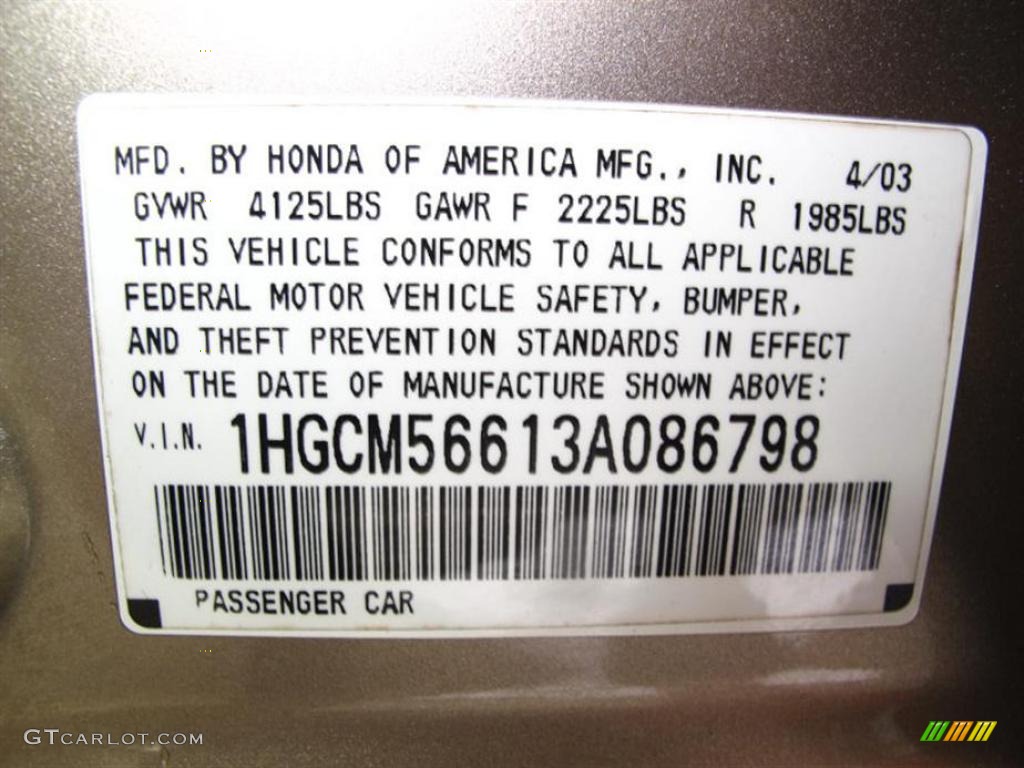 MFD. BY HONDA OF AMERICA MFG., INC. 4/03
GVWR 4125LBS GAWR F 2225LBS R 1985LBS
THIS VEHICLE CONFORMS TO ALL APPLICABLE
FEDERAL MOTOR VEHICLE SAFETY, BUMPER,
AND THEFT PREVENTION STANDARDS IN EFFECT
ON THE DATE OF MANUFACTURE SHOWN ABOVE:
V.I.N. 1HGCM56613A086798
PASSENGER CAR
GTCARLOT.COM